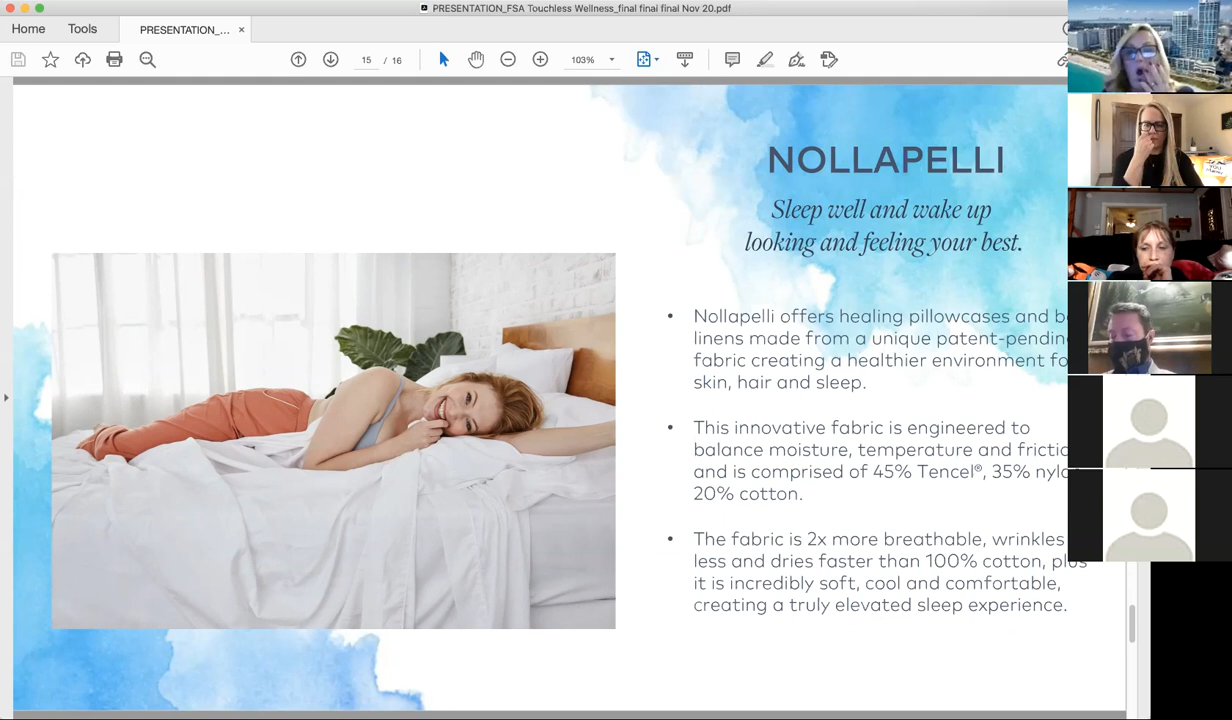 PRESENTATION_FSA Touchless Wellness_final finai final Nov 20.pdf
Home
Tools
PRESENTATION_...
15 / 16
103%
NOLLAPELLI
Sleep well and wake up
looking and feeling your best.
• Nollapelli offers healing pillowcases and b
linens made from a unique patent-pendin
fabric creating a healthier environment fo
skin, hair and sleep.
• This innovative fabric is engineered to
balance moisture, temperature and frictio
and is comprised of 45% Tencel®, 35% nylo
20% cotton.
• The fabric is 2x more breathable, wrinkles
less and dries faster than 100% cotton, plus
it is incredibly soft, cool and comfortable,
creating a truly elevated sleep experience.